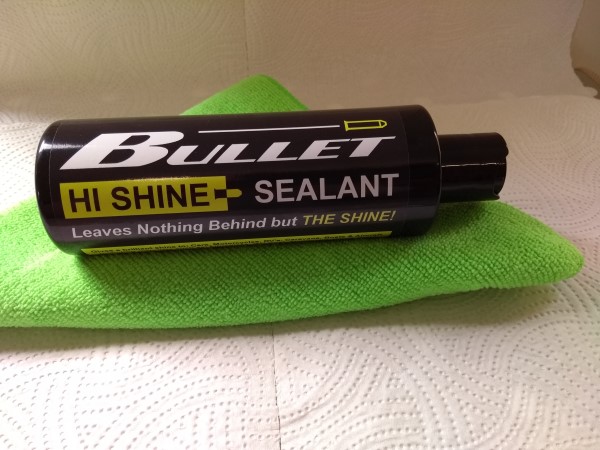 BULLET
HI SHINE SEALANT
Leaves Nothing Behind but THE SHINE!